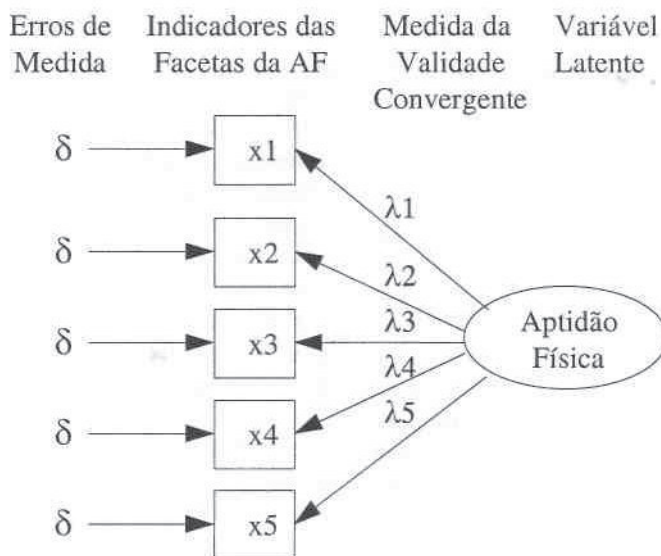 Erros de Medida
Indicadores das Facetas da AF
Medida da Validade Convergente
Variável Latente
δ x1 λ1
δ x2 λ2
δ x3 λ3
Aptidão Física
δ x4 λ4
δ x5 λ5